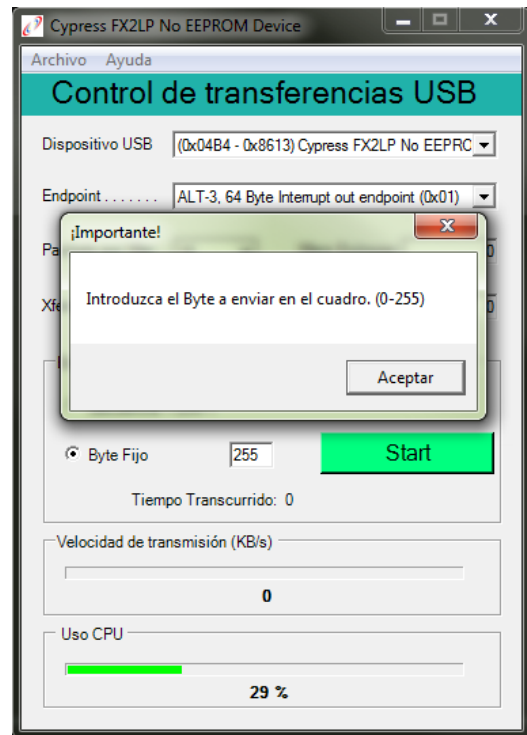 Cypress FX2LP No EEPROM Device
Archivo Ayuda
Control de transferencias USB
Dispositivo USB (0x04B4 - 0x8613) Cypress FX2LP No EEPRC
Endpoint . . . . . . . ALT-3, 64 Byte Interrupt out endpoint (0x01)
¡Importante!
Introduzca el Byte a enviar en el cuadro. (0-255)
Aceptar
Byte Fijo 255 Start
Tiempo Transcurrido: 0
Velocidad de transmisión (KB/s)
0
Uso CPU
29 %